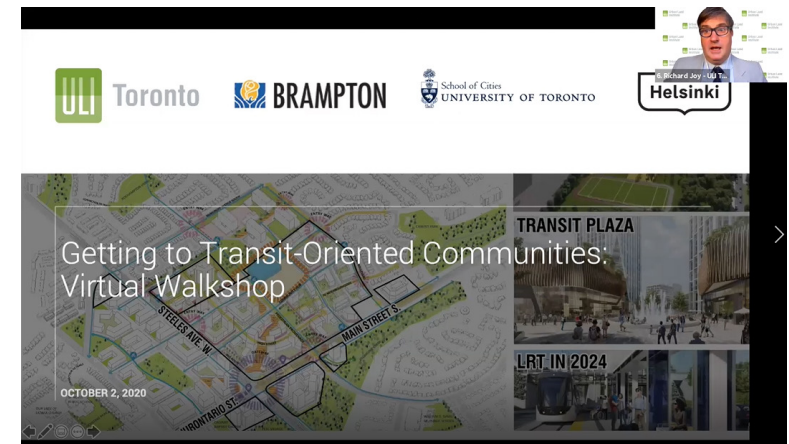 6. Richard Joy - ULI T...
ULI Toronto
BRAMPTON
School of Cities
UNIVERSITY OF TORONTO
Helsinki
Getting to Transit-Oriented Communities:
Virtual Walkshop
OCTOBER 2, 2020
STEELES AVE. W.
MAIN STREET S.
TRANSIT PLAZA
LRT IN 2024